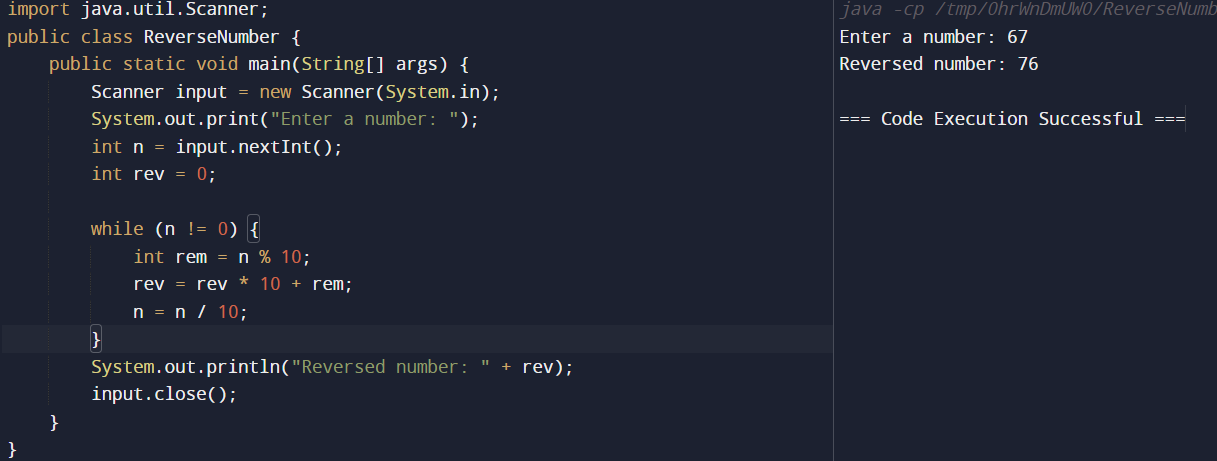 import java.util.Scanner;
public class ReverseNumber {
    public static void main(String[] args) {
        Scanner input = new Scanner(System.in);
        System.out.print("Enter a number: ");
        int n = input.nextInt();
        int rev = 0;

        while (n != 0) {
            int rem = n % 10;
            rev = rev * 10 + rem;
            n = n / 10;
        }
        System.out.println("Reversed number: " + rev);
        input.close();
    }
}
java -cp /tmp/OhrWnDmUWO/ReverseNumb
Enter a number: 67
Reversed number: 76

=== Code Execution Successful ===